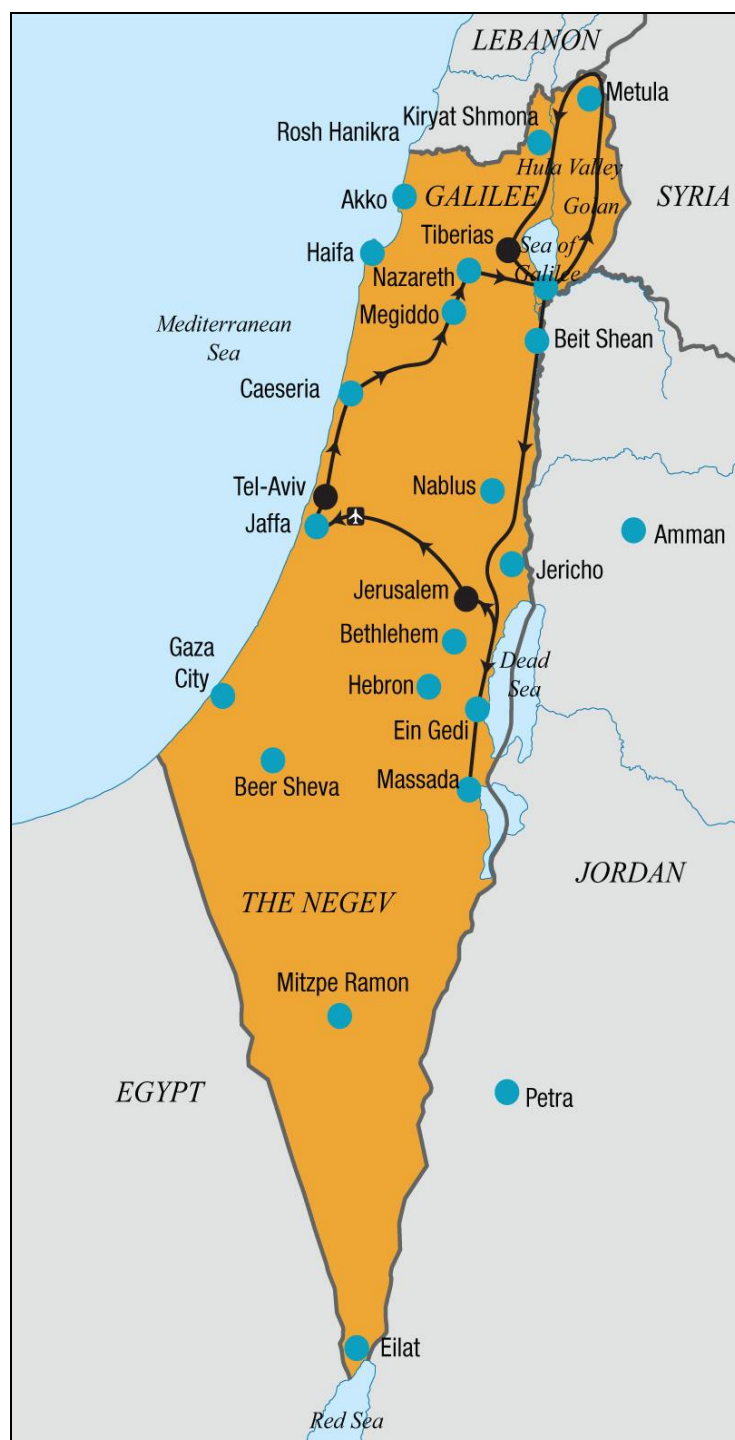 LEBANON
Metula
Kiryat Shmona
Rosh Hanikra
Hula Valley
GALILEE
SYRIA
Akko
Golan
Tiberias
Sea of
Galilee
Haifa
Nazareth
Megiddo
Mediterranean
Sea
Beit Shean
Caeseria
Tel-Aviv
Nablus
Jaffa
Amman
Jericho
Jerusalem
Bethlehem
Gaza
City
Dead
Sea
Hebron
Ein Gedi
Beer Sheva
Massada
JORDAN
THE NEGEV
Mitzpe Ramon
EGYPT
Petra
Eilat
Red Sea